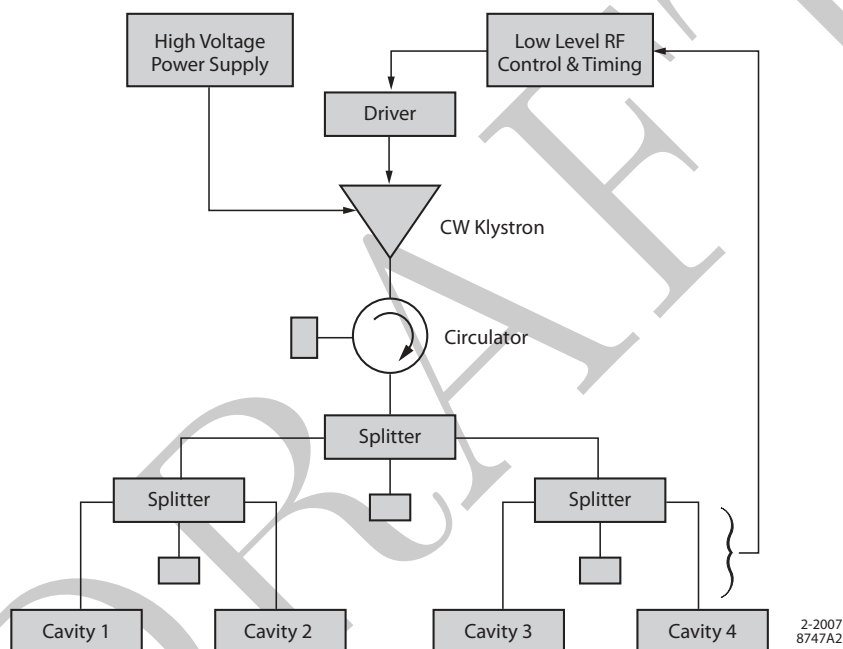 High Voltage
Power Supply
Low Level RF
Control & Timing
Driver
CW Klystron
Circulator
Splitter
Splitter
Splitter
Cavity 1
Cavity 2
Cavity 3
Cavity 4
2-2007
8747A2
DRAFT